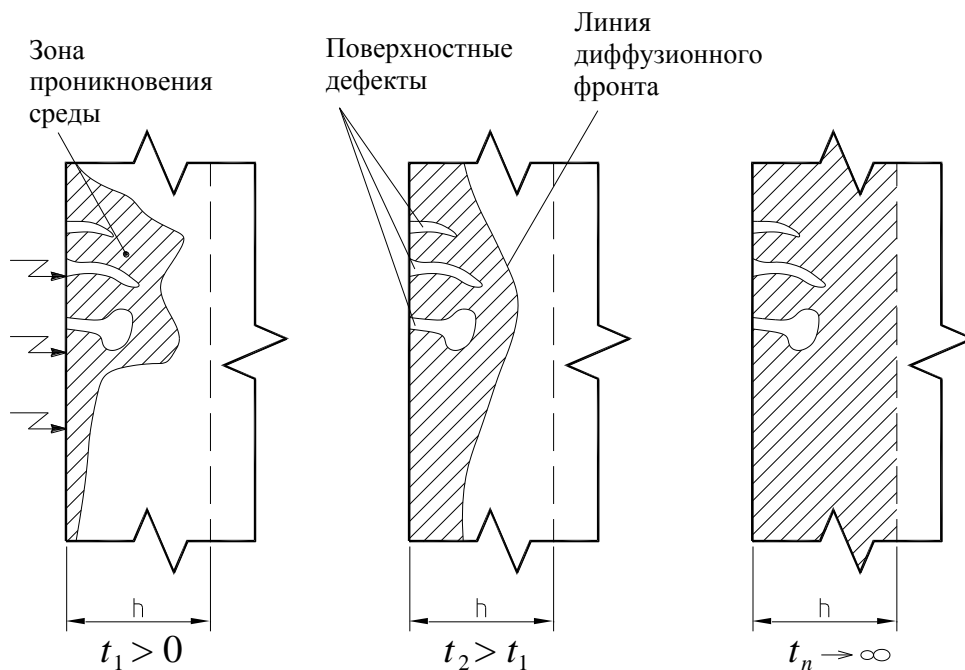 Зона
проникновения
среды
Поверхностные
дефекты
Линия
диффузионного
фронта
h
h
h
t₁ > 0
t₂ > t₁
tₙ → ∞